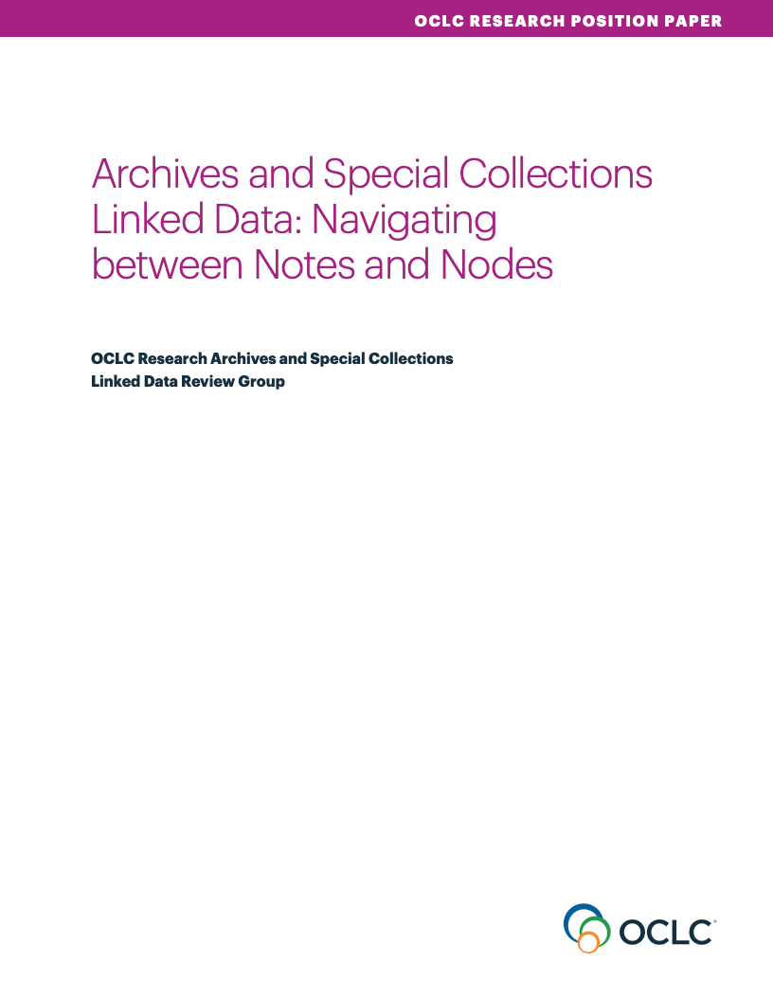 OCLC RESEARCH POSITION PAPER
Archives and Special Collections
Linked Data: Navigating
between Notes and Nodes
OCLC Research Archives and Special Collections
Linked Data Review Group
OCLC